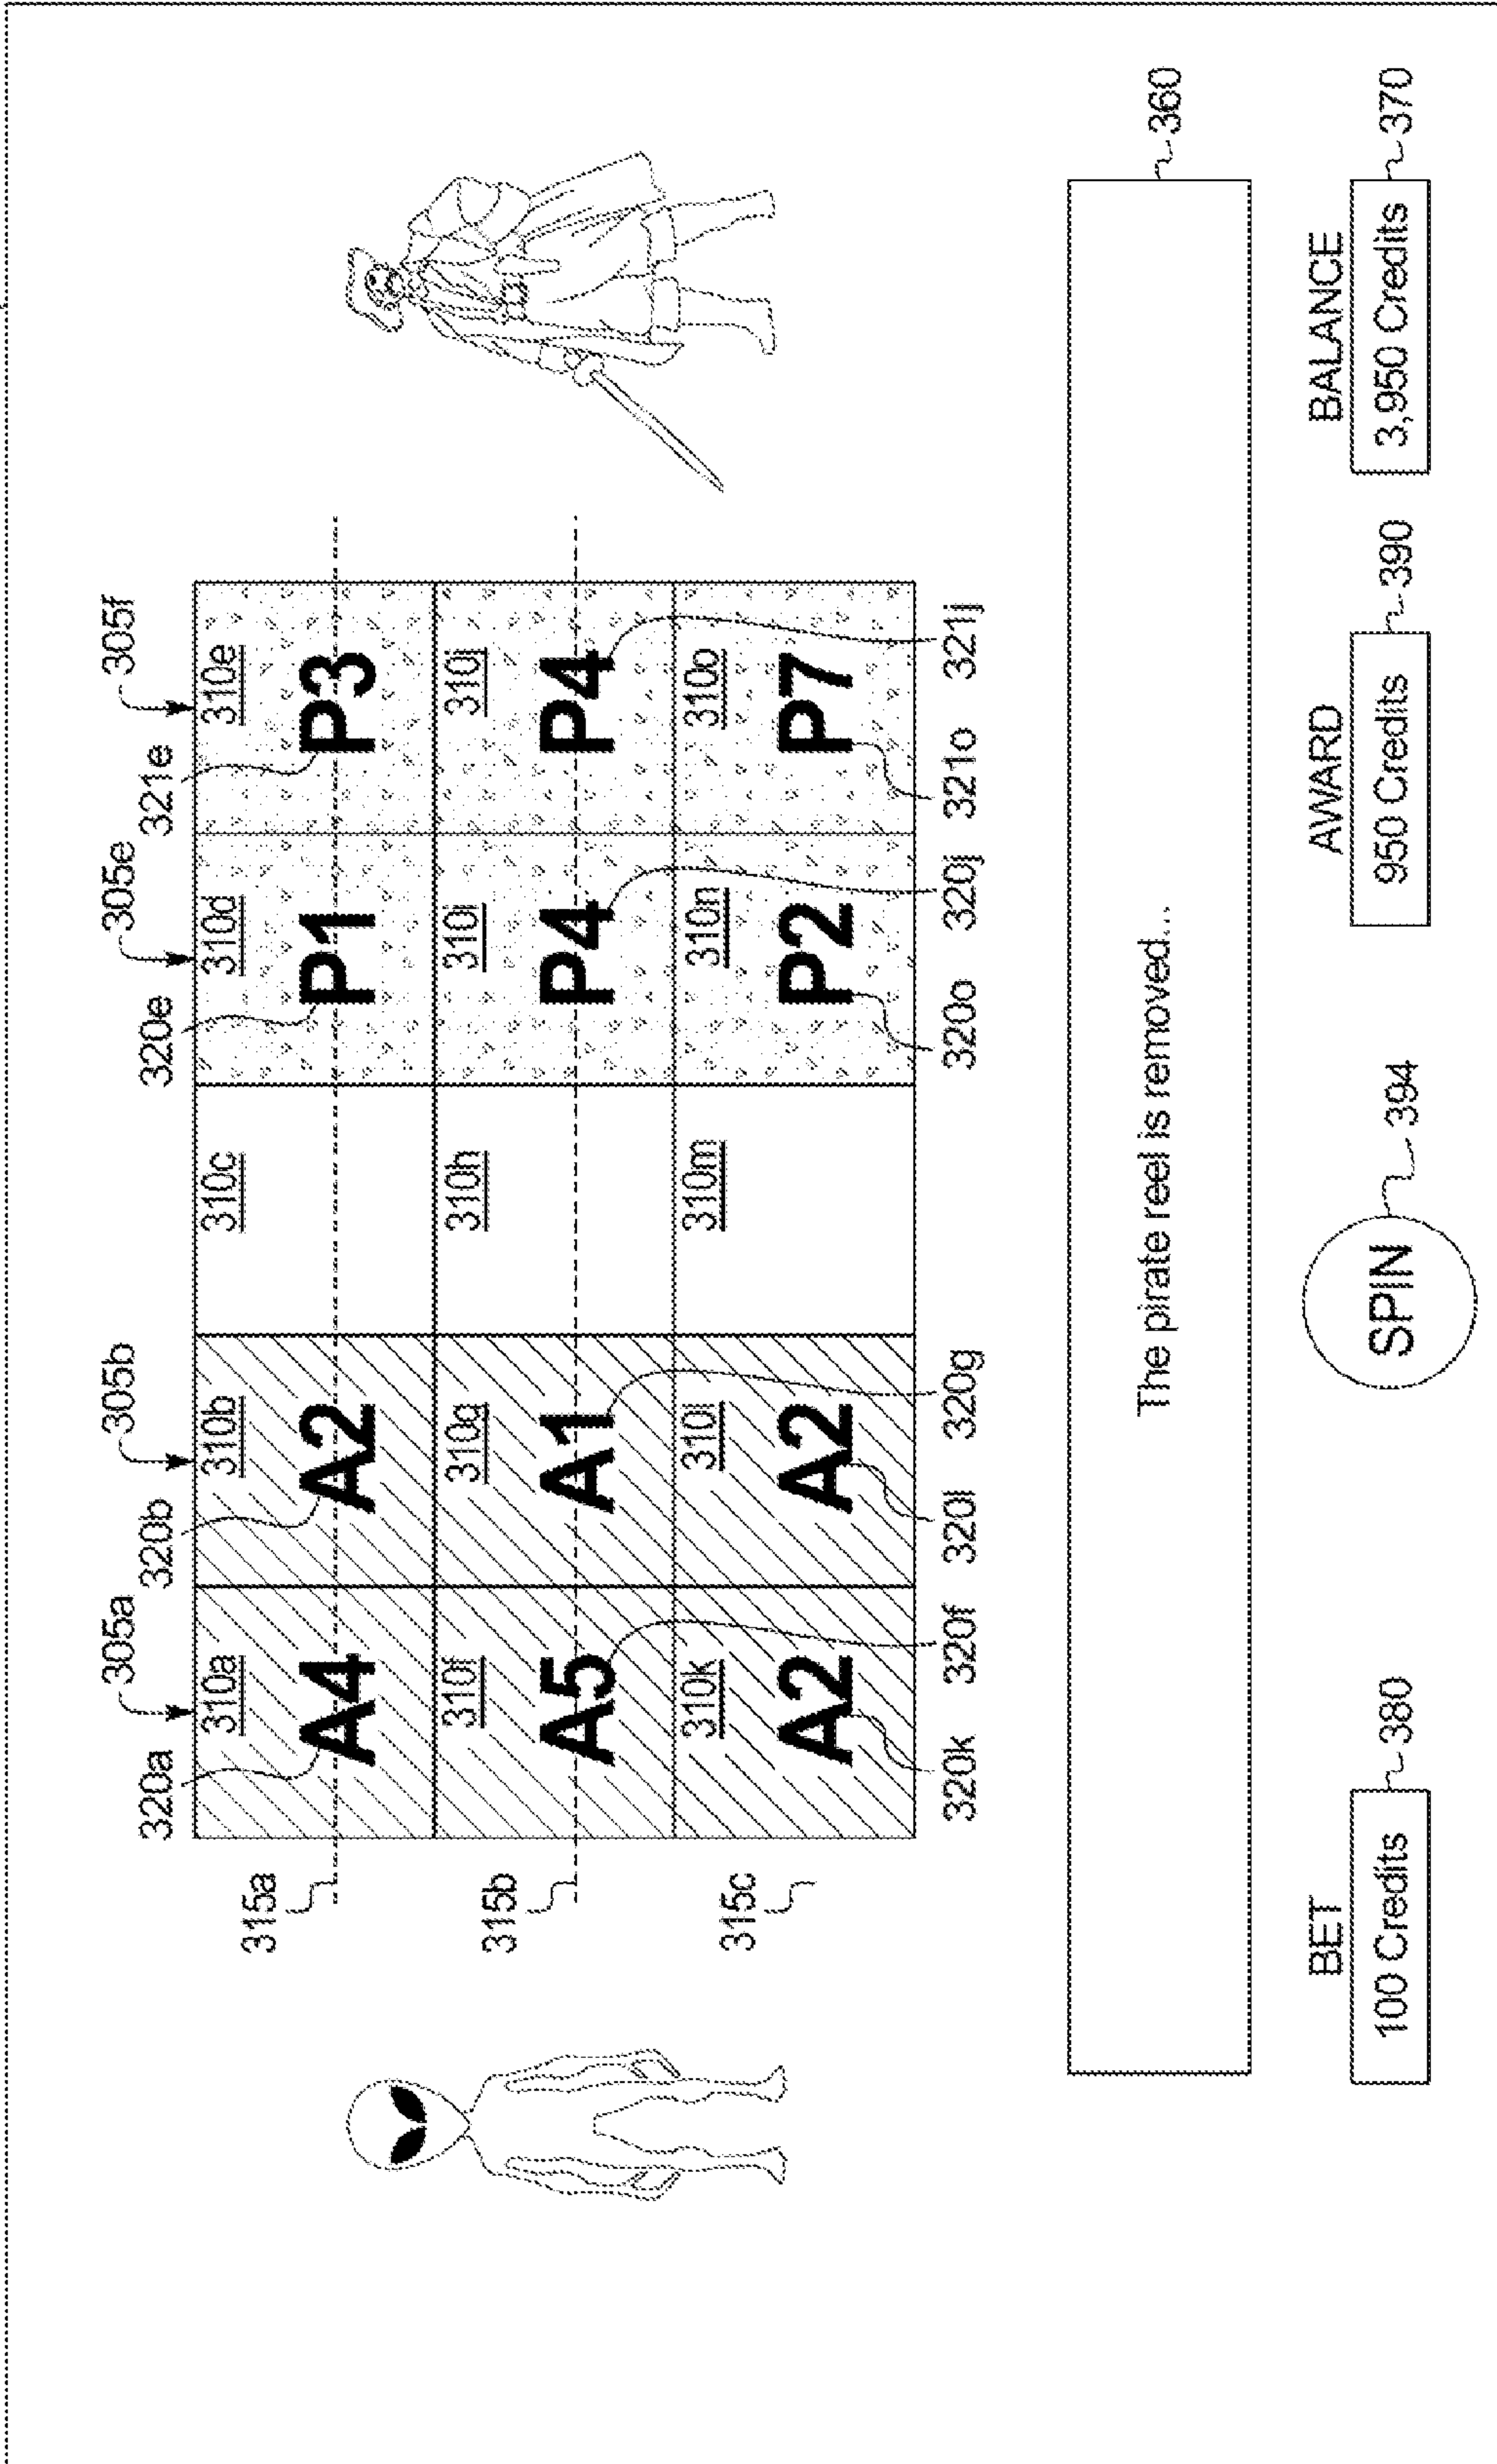 305a 305b 305e 305f
320a 320b 320e 321e
310a 310b 310c 310d 310e
315a A4 A2 P1 P3
310f 310g 310h 310i 310j
315b A5 A1 P4 P4
310k 310l 310m 310n 310o
315c A2 A2 P2 P7
320k 320f 320l 320g 320o 320j 321o 321j
The pirate reel is removed...
360
BET AWARD BALANCE
100 Credits 380 SPIN 394 950 Credits 390 3,950 Credits 370